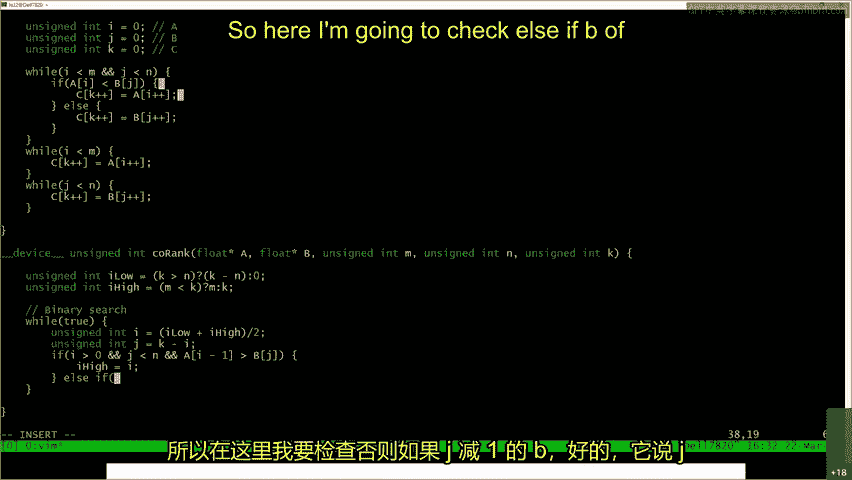 So here I'm going to check else if b of
unsigned int i = 0; // A
unsigned int j = 0; // B
unsigned int k = 0; // C
while(i < m && j < n) {
if(A[i] < B[j]) {
C[k++] = A[i++];
} else {
C[k++] = B[j++];
}
}
while(i < m) {
C[k++] = A[i++];
}
while(j < n) {
C[k++] = B[j++];
}
}
__device__ unsigned int coRank(float* A, float* B, unsigned int m, unsigned int n, unsigned int k) {
unsigned int iLow = (k > n)?(k - n):0;
unsigned int iHigh = (m < k)?m:k;
// Binary search
while(true) {
unsigned int i = (iLow + iHigh)/2;
unsigned int j = k - i;
if(i > 0 && j < n && A[i - 1] > B[j]) {
iHigh = i;
} else if(
}
}
-- INSERT --
38,19
所以在这里我要检查否则如果 j 减 1 的 b，好的，它说 j
+18